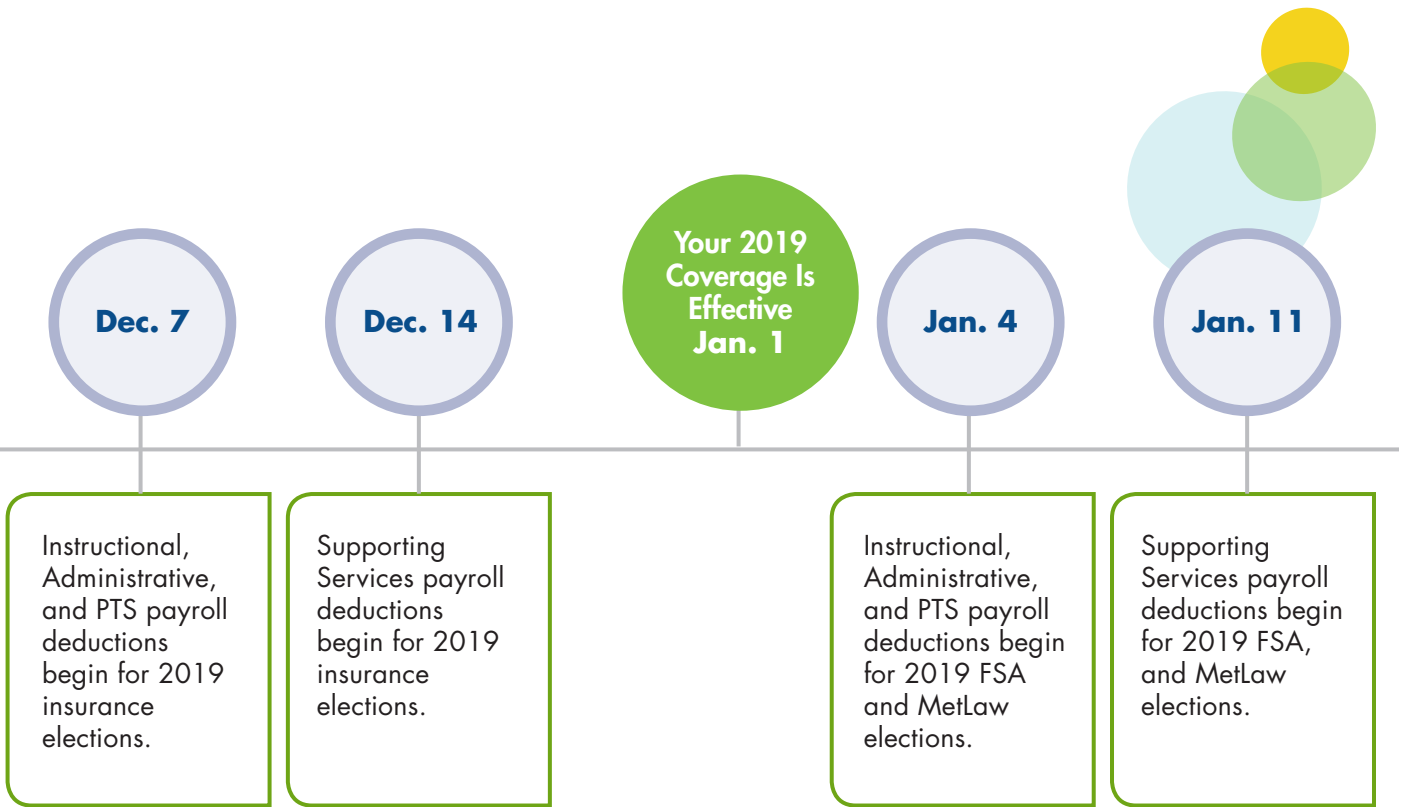 Dec. 7
Dec. 14
Your 2019
Coverage Is
Effective
Jan. 1
Jan. 4
Jan. 11
Instructional,
Administrative,
and PTS payroll
deductions
begin for 2019
insurance
elections.
Supporting
Services payroll
deductions
begin for 2019
insurance
elections.
Instructional,
Administrative,
and PTS payroll
deductions begin
for 2019 FSA
and MetLaw
elections.
Supporting
Services payroll
deductions begin
for 2019 FSA,
and MetLaw
elections.